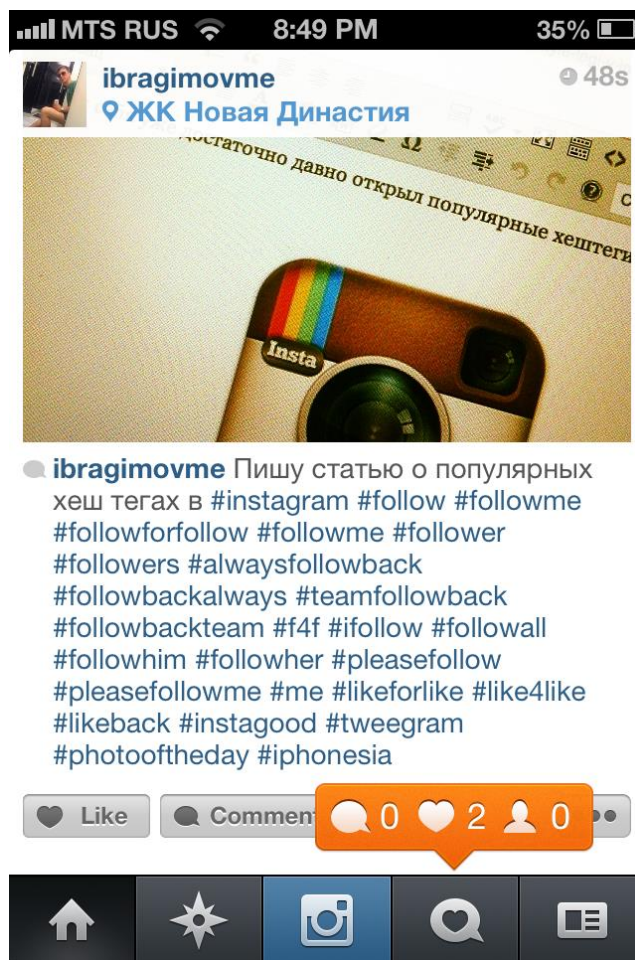 MTS RUS 8:49 PM 35%
ibragimovme 48s
ЖК Новая Династия
достаточно давно открыл популярные хештеги
Insta
ibragimovme Пишу статью о популярных
хеш тегах в #instagram #follow #followme
#followforfollow #followme #follower
#followers #alwaysfollowback
#followbackalways #teamfollowback
#followbackteam #f4f #ifollow #followall
#followhim #followher #pleasefollow
#pleasefollowme #me #likeforlike #like4like
#likeback #instagood #tweegram
#photooftheday #iphonesia
Like Commen 0 2 0